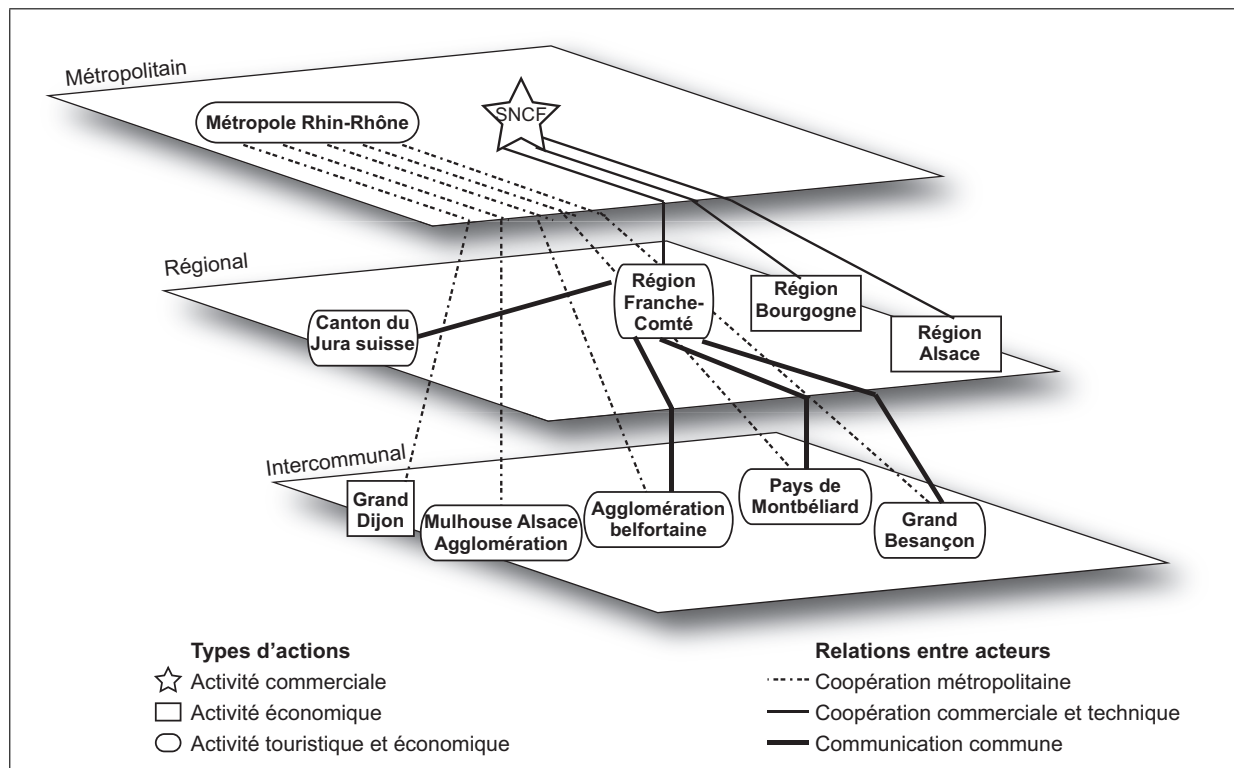 Métropolitain
Métropole Rhin-Rhône
SNCF
Régional
Région
Franche-
Comté
Région
Bourgogne
Région
Alsace
Canton du
Jura suisse
Intercommunal
Grand
Dijon
Mulhouse Alsace
Agglomération
Agglomération
belfortaine
Pays de
Montbéliard
Grand
Besançon
Types d’actions
Activité commerciale
Activité économique
Activité touristique et économique
Relations entre acteurs
Coopération métropolitaine
Coopération commerciale et technique
Communication commune